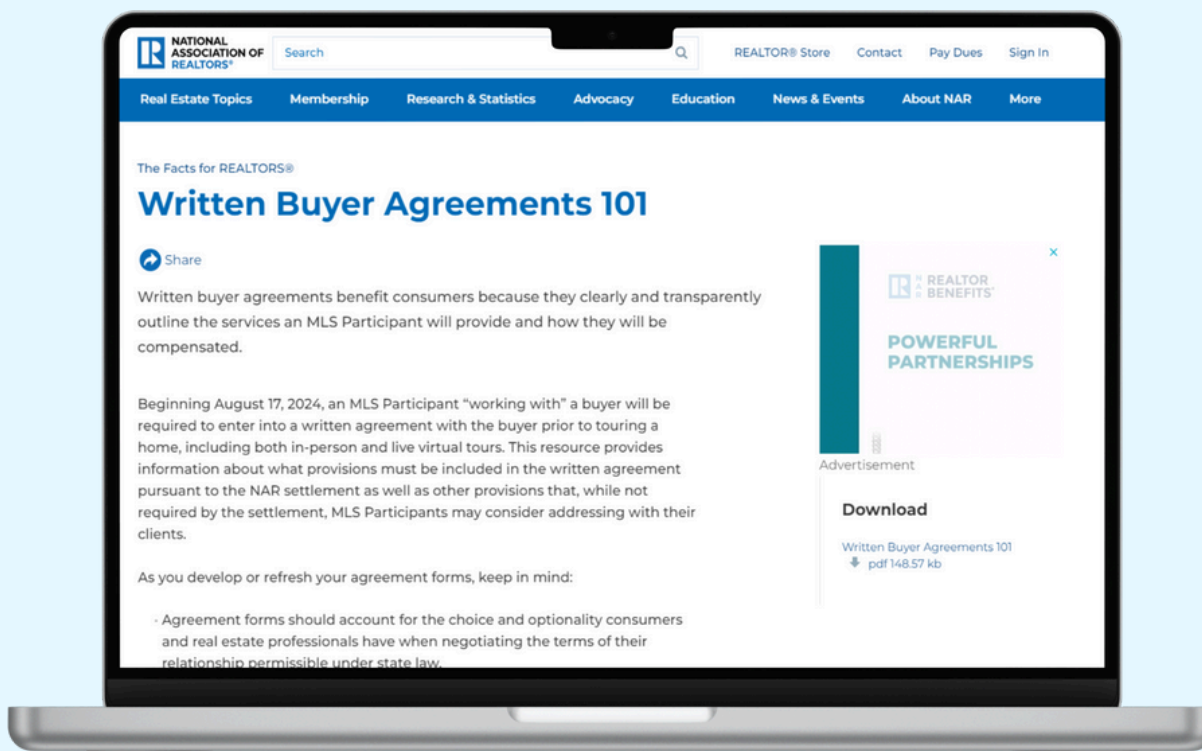 NATIONAL
ASSOCIATION OF
REALTORS®
Search
REALTOR® Store Contact Pay Dues Sign In
Real Estate Topics Membership Research & Statistics Advocacy Education News & Events About NAR More
The Facts for REALTORS®
Written Buyer Agreements 101
Share
Written buyer agreements benefit consumers because they clearly and transparently
outline the services an MLS Participant will provide and how they will be
compensated.
Beginning August 17, 2024, an MLS Participant “working with” a buyer will be
required to enter into a written agreement with the buyer prior to touring a
home, including both in-person and live virtual tours. This resource provides
information about what provisions must be included in the written agreement
pursuant to the NAR settlement as well as other provisions that, while not
required by the settlement, MLS Participants may consider addressing with their
clients.
As you develop or refresh your agreement forms, keep in mind:
· Agreement forms should account for the choice and optionality consumers
and real estate professionals have when negotiating the terms of their
relationship permissible under state law.
NAR REALTOR
BENEFITS
POWERFUL
PARTNERSHIPS
Advertisement
Download
Written Buyer Agreements 101
pdf 148.57 kb